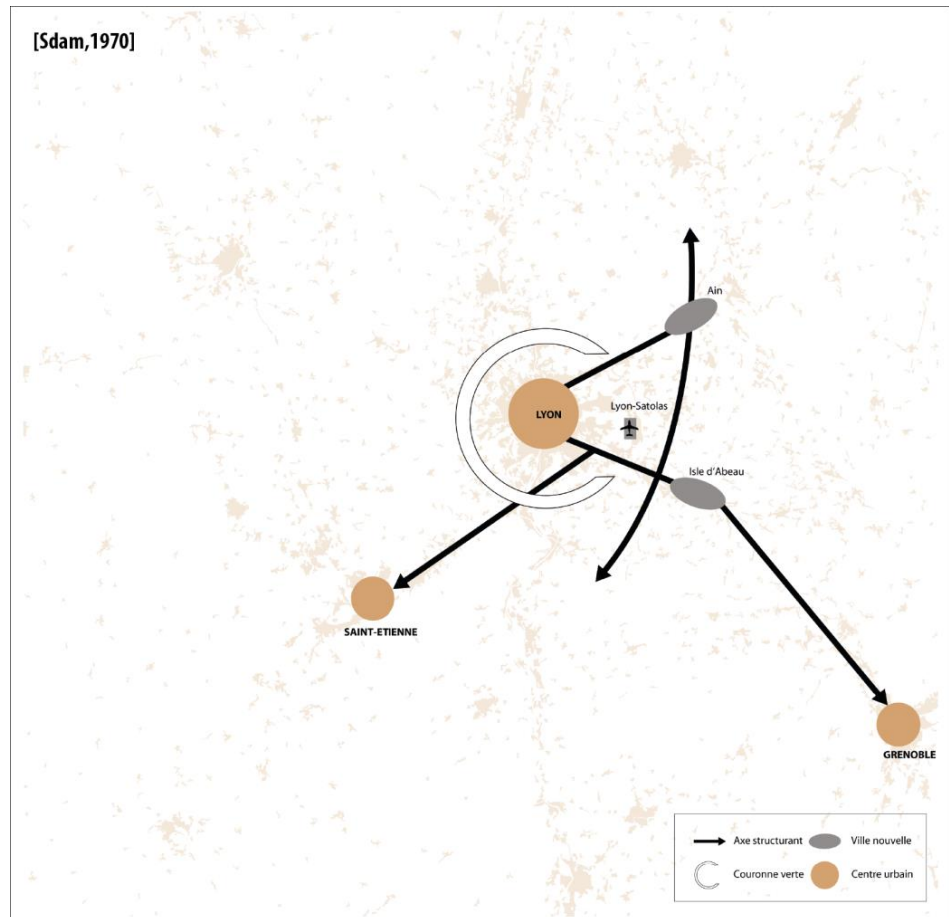 [Sdam,1970]
Ain
Lyon-Satolas
LYON
Isle d'Abeau
SAINT-ETIENNE
GRENOBLE
Axe structurant
Ville nouvelle
Couronne verte
Centre urbain